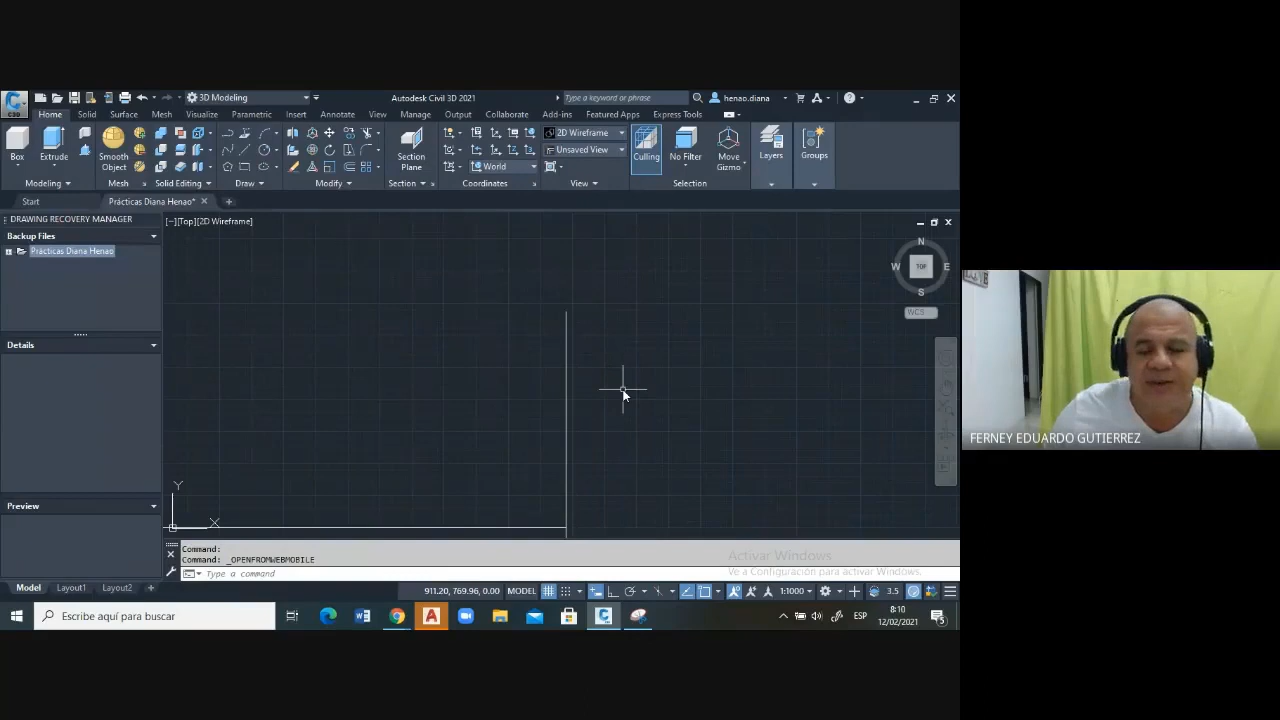 3D Modeling
Autodesk Civil 3D 2021
Type a keyword or phrase
henao.diana
Home Solid Surface Mesh Visualize Parametric Insert Annotate View Manage Output Collaborate Add-ins Featured Apps Express Tools
2D Wireframe
Unsaved View
World
Box Extrude Smooth Object Section Plane Culling No Filter Move Gizmo Layers Groups
Modeling Mesh Solid Editing Draw Modify Section Coordinates View Selection
Start Prácticas Diana Henao*
DRAWING RECOVERY MANAGER
[−][Top][2D Wireframe]
Backup Files
Prácticas Diana Henao
N
W TOP E
S
WCS
Details
Y
X
Preview
Command:
Command: _OPENFROMWEBMOBILE
Type a command
Activar Windows
Ve a Configuración para activar Windows.
Model Layout1 Layout2
911.20, 769.96, 0.00 MODEL 1:1000 3.5
Escribe aquí para buscar
ESP
8:10
12/02/2021
5
FERNEY EDUARDO GUTIERREZ